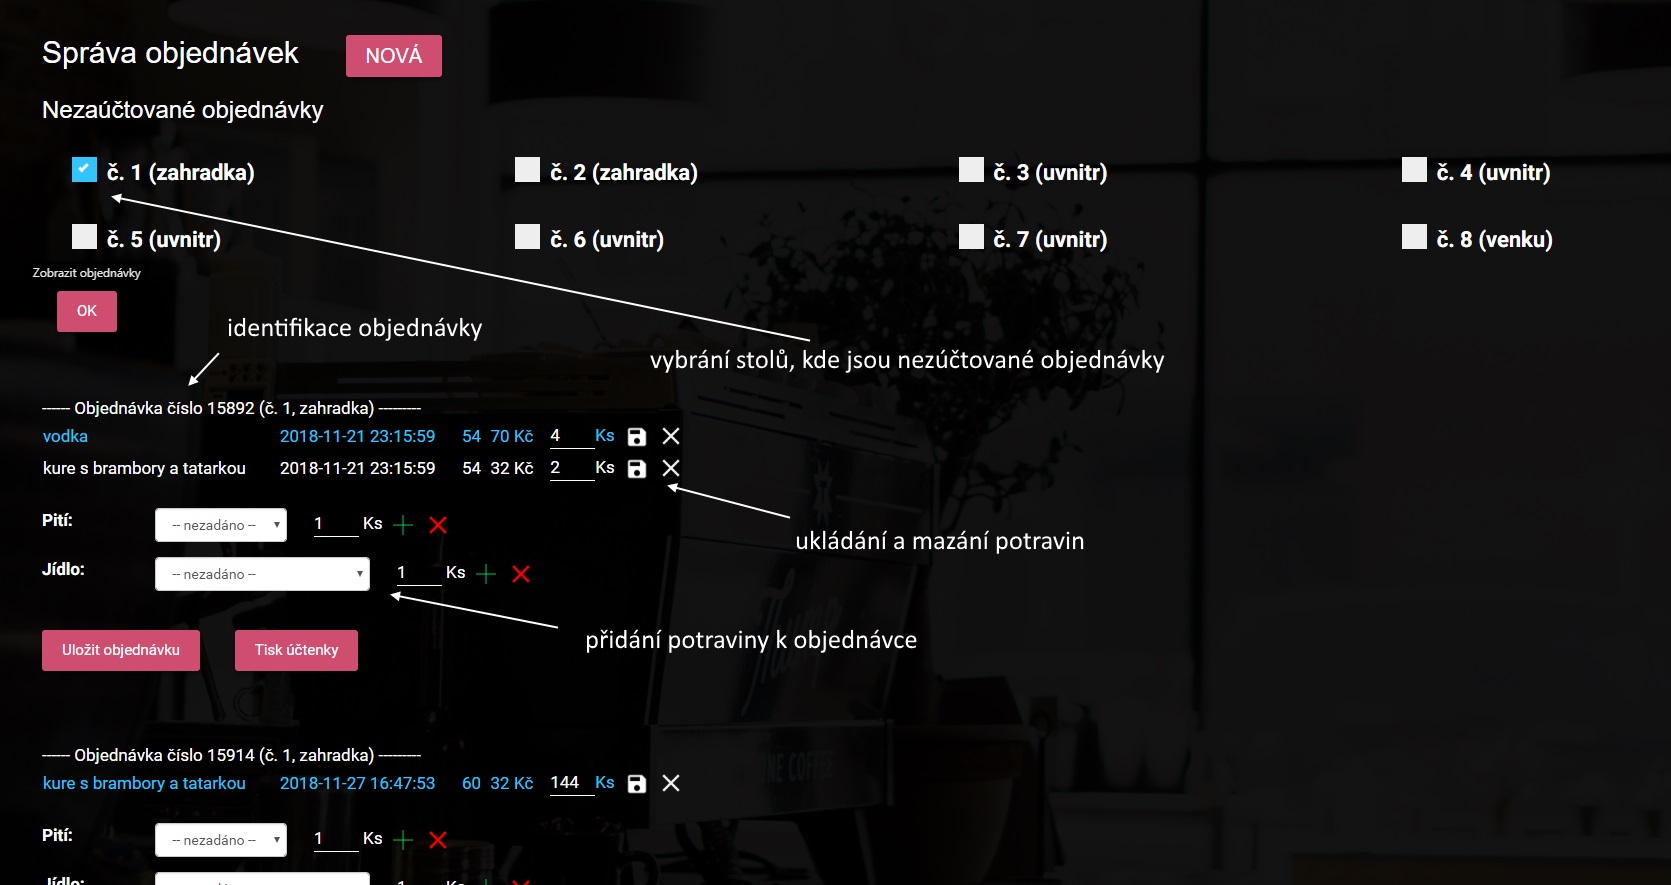 Správa objednávek NOVÁ
Nezaúčtované objednávky
č. 1 (zahradka) č. 2 (zahradka) č. 3 (uvnitr) č. 4 (uvnitr)
č. 5 (uvnitr) č. 6 (uvnitr) č. 7 (uvnitr) č. 8 (venku)
Zobrazit objednávky
OK
identifikace objednávky
vybrání stolů, kde jsou nezúčtované objednávky
------ Objednávka číslo 15892 (č. 1, zahradka) ---------
vodka 2018-11-21 23:15:59 54 70 Kč 4 Ks
kure s brambory a tatarkou 2018-11-21 23:15:59 54 32 Kč 2 Ks
Pití: -- nezadáno -- 1 Ks
ukládání a mazání potravin
Jídlo: -- nezadáno -- 1 Ks
přidání potraviny k objednávce
Uložit objednávku Tisk účtenky
------ Objednávka číslo 15914 (č. 1, zahradka) ---------
kure s brambory a tatarkou 2018-11-27 16:47:53 60 32 Kč 144 Ks
COFFEE
Pití: -- nezadáno -- 1 Ks
Jídlo: 1 Ks